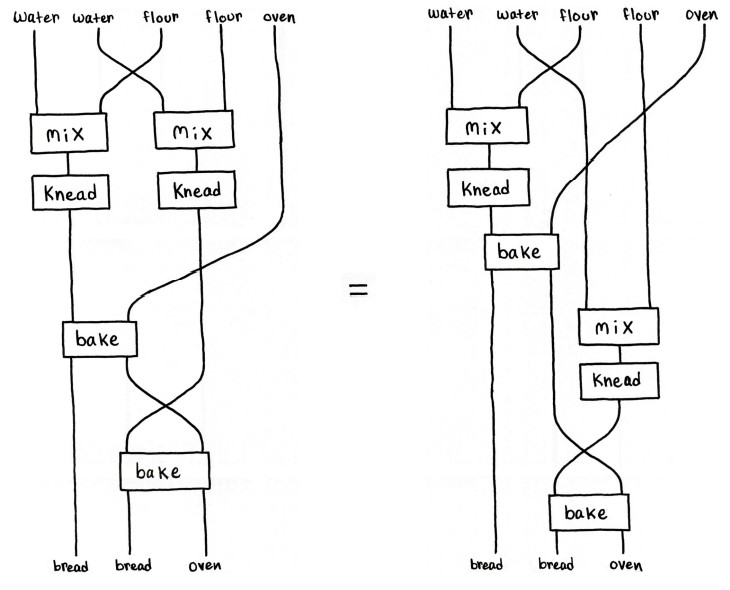 water water flour flour oven
mix mix
Knead Knead
bake
bake
bread bread oven
=
water water flour flour oven
mix
Knead
bake
mix
Knead
bake
bread bread oven